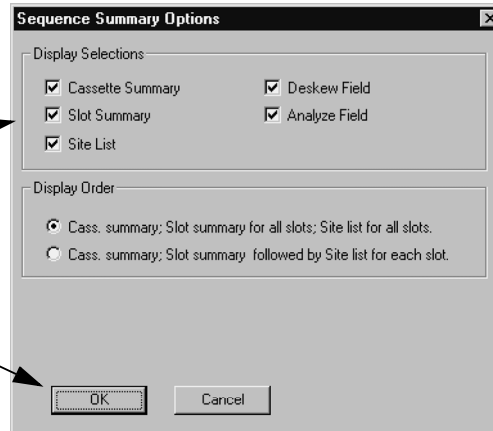 Sequence Summary Options
Display Selections
Cassette Summary
Deskew Field
Slot Summary
Analyze Field
Site List
Display Order
Cass. summary; Slot summary for all slots; Site list for all slots.
Cass. summary; Slot summary followed by Site list for each slot.
OK
Cancel